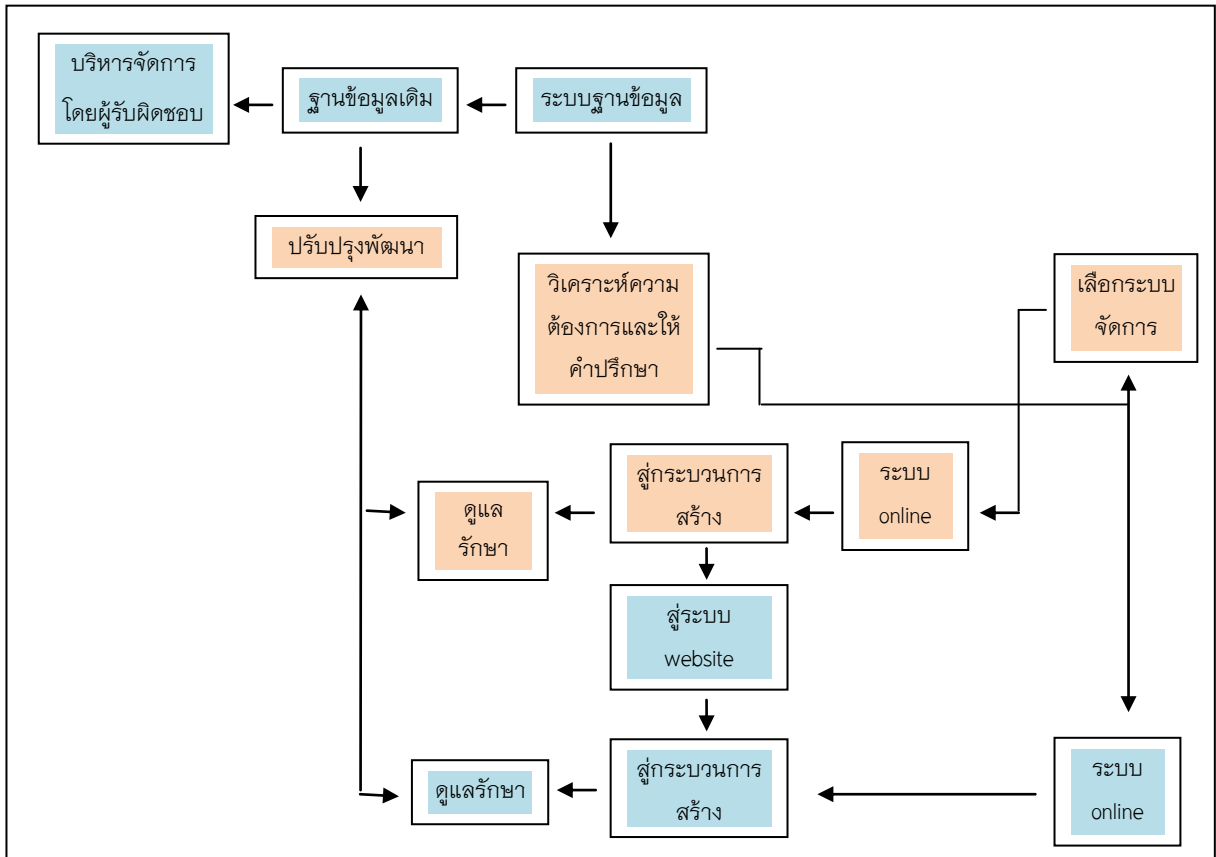 บริหารจัดการ
โดยผู้รับผิดชอบ
ฐานข้อมูลเดิม
ระบบฐานข้อมูล
ปรับปรุงพัฒนา
วิเคราะห์ความ
ต้องการและให้
คำปรึกษา
เลือกระบบ
จัดการ
สู่กระบวนการ
สร้าง
ระบบ
online
ดูแล
รักษา
สู่ระบบ
website
สู่กระบวนการ
สร้าง
ดูแลรักษา
ระบบ
online